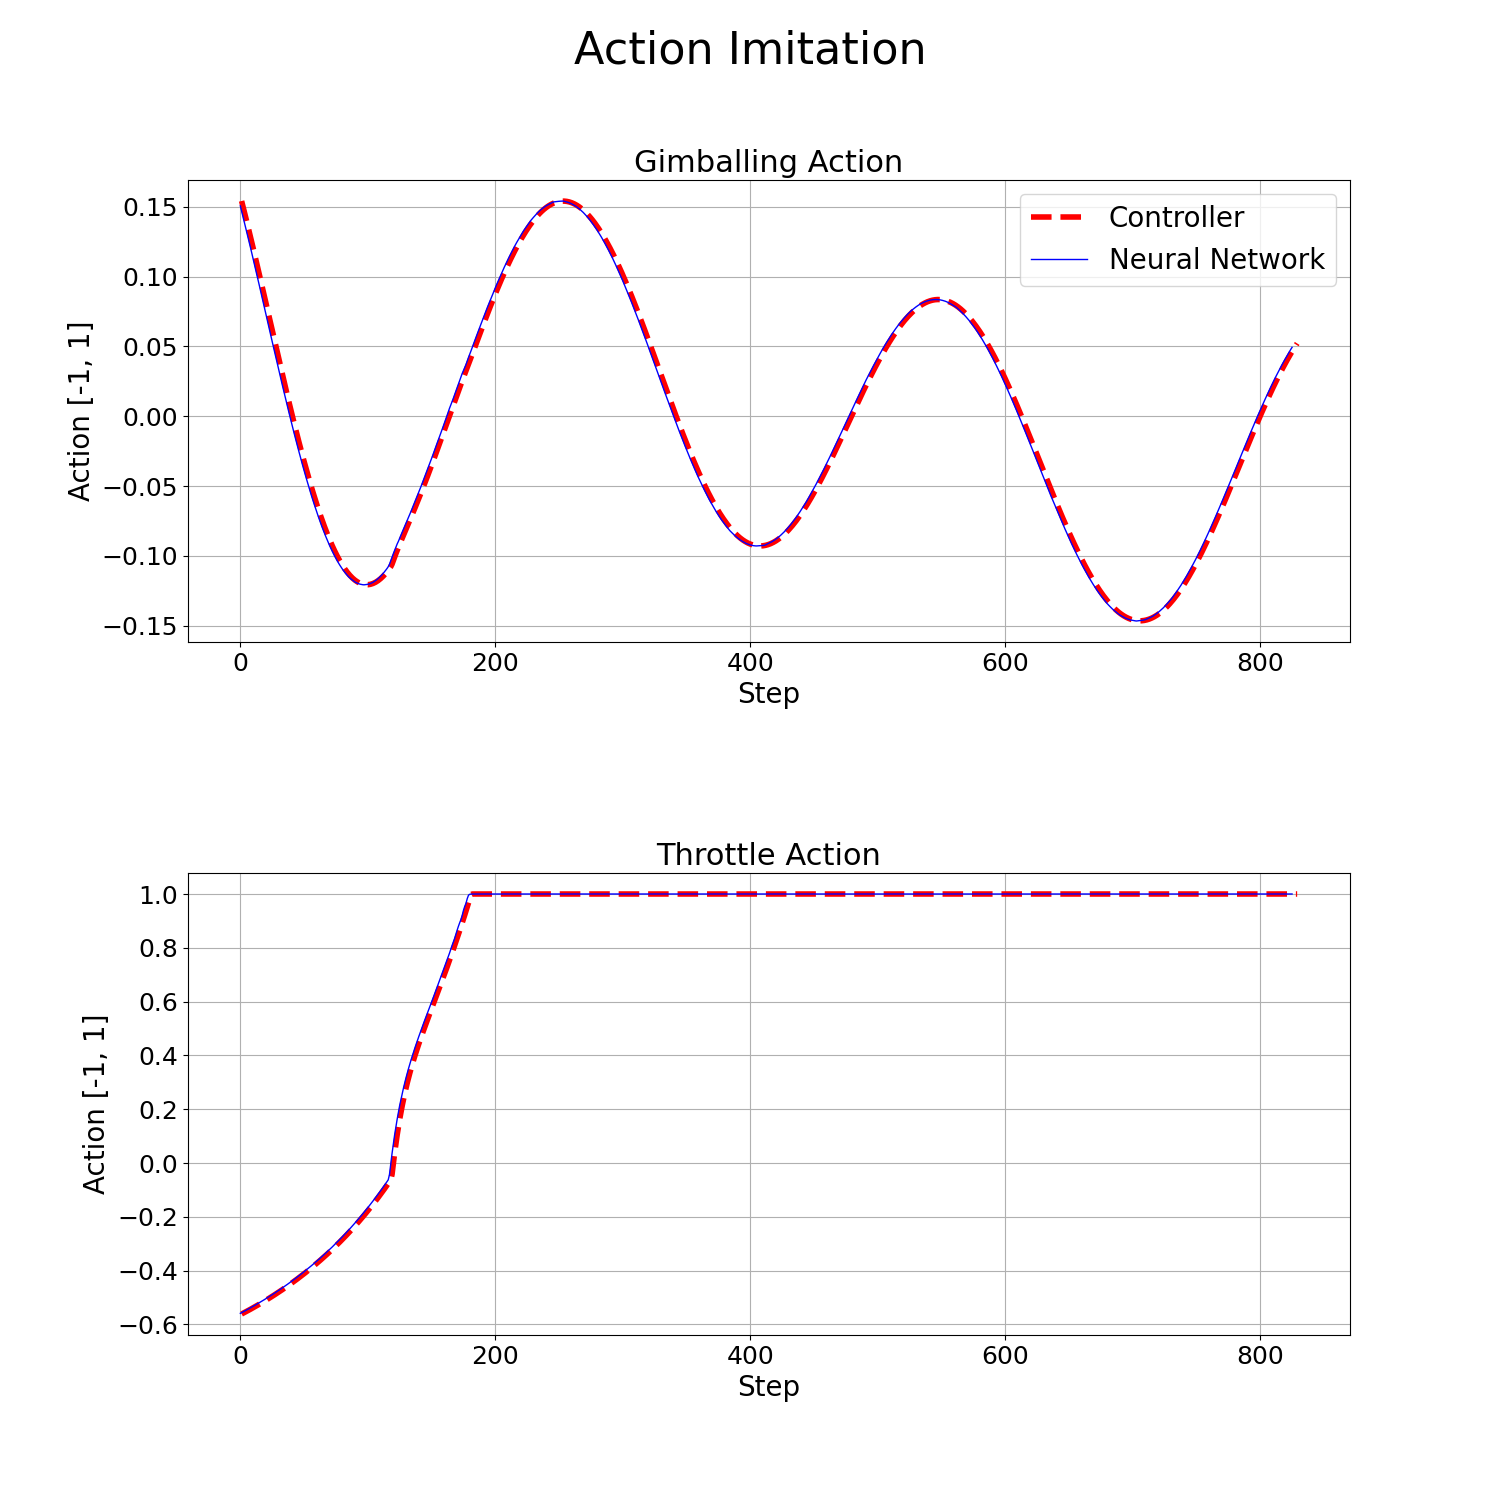 Action Imitation
Gimballing Action
Controller
Neural Network
Action [-1, 1]
0.15
0.10
0.05
0.00
−0.05
−0.10
−0.15
0 200 400 600 800
Step
Throttle Action
Action [-1, 1]
1.0
0.8
0.6
0.4
0.2
0.0
−0.2
−0.4
−0.6
0 200 400 600 800
Step